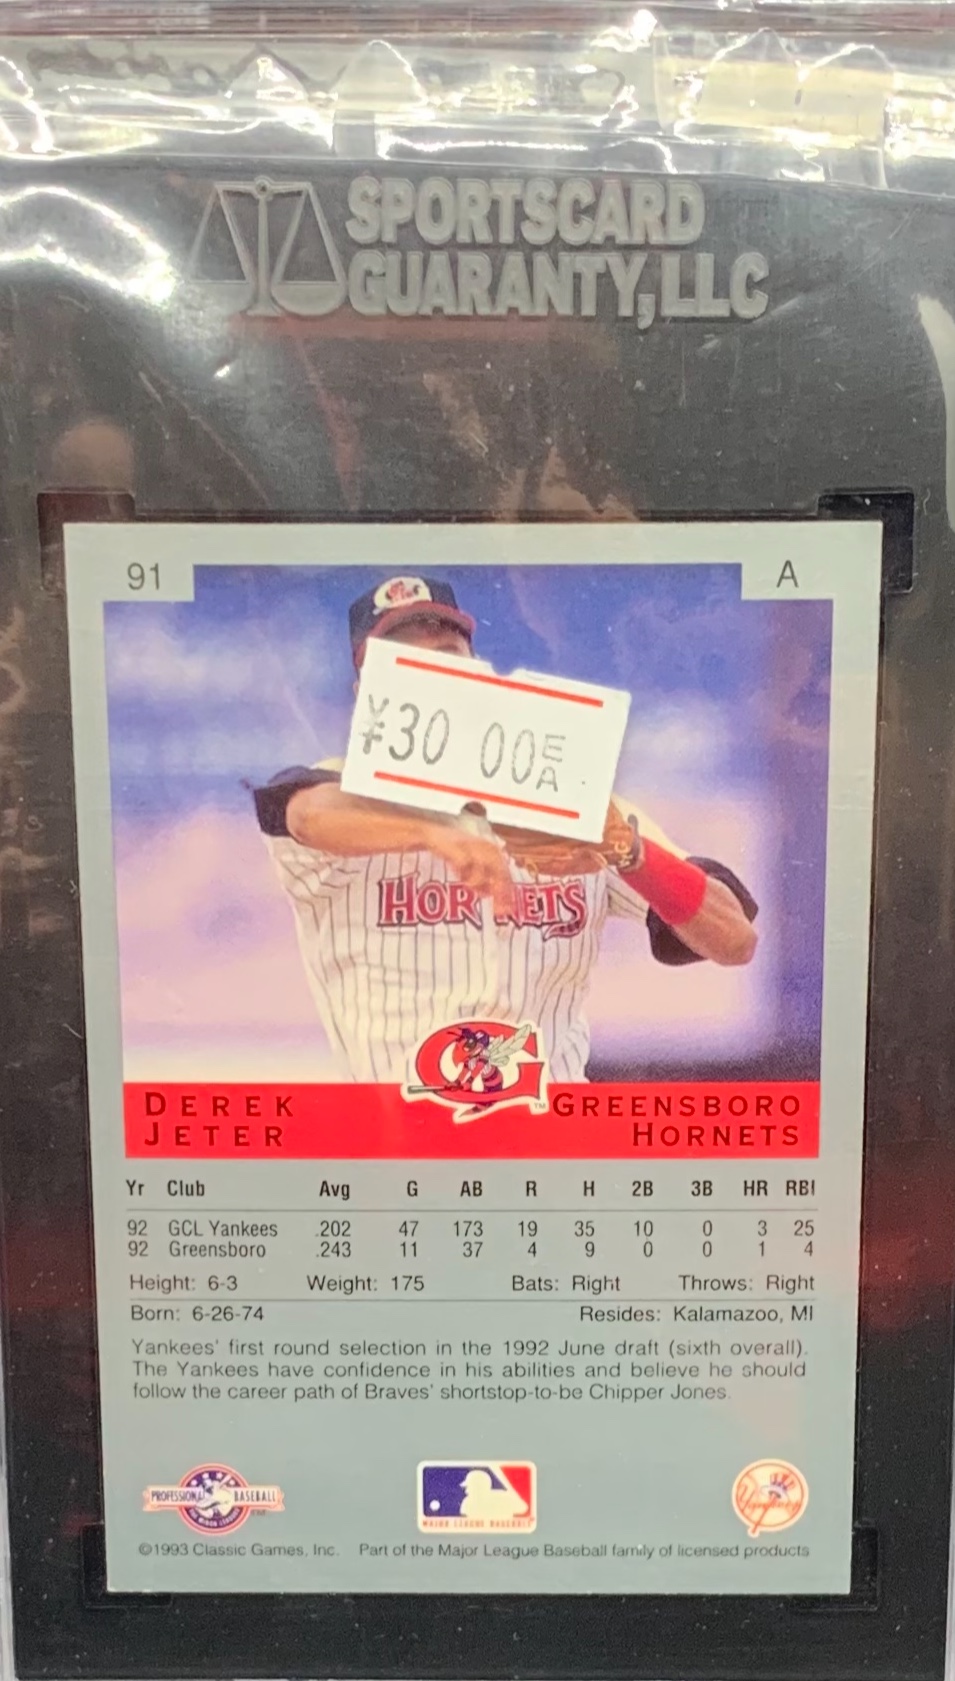 SPORTSCARD
GUARANTY, LLC
91
A
¥30 00 EA
HORNETS
DEREK
JETER
GREENSBORO
HORNETS
Yr Club Avg G AB R H 2B 3B HR RBI
92 GCL Yankees .202 47 173 19 35 10 0 3 25
92 Greensboro .243 11 37 4 9 0 0 1 4
Height: 6-3 Weight: 175 Bats: Right Throws: Right
Born: 6-26-74 Resides: Kalamazoo, MI
Yankees' first round selection in the 1992 June draft (sixth overall).
The Yankees have confidence in his abilities and believe he should
follow the career path of Braves' shortstop-to-be Chipper Jones.
PROFESSIONAL BASEBALL
MAJOR LEAGUE BASEBALL
Yankees
©1993 Classic Games, Inc. Part of the Major League Baseball family of licensed products